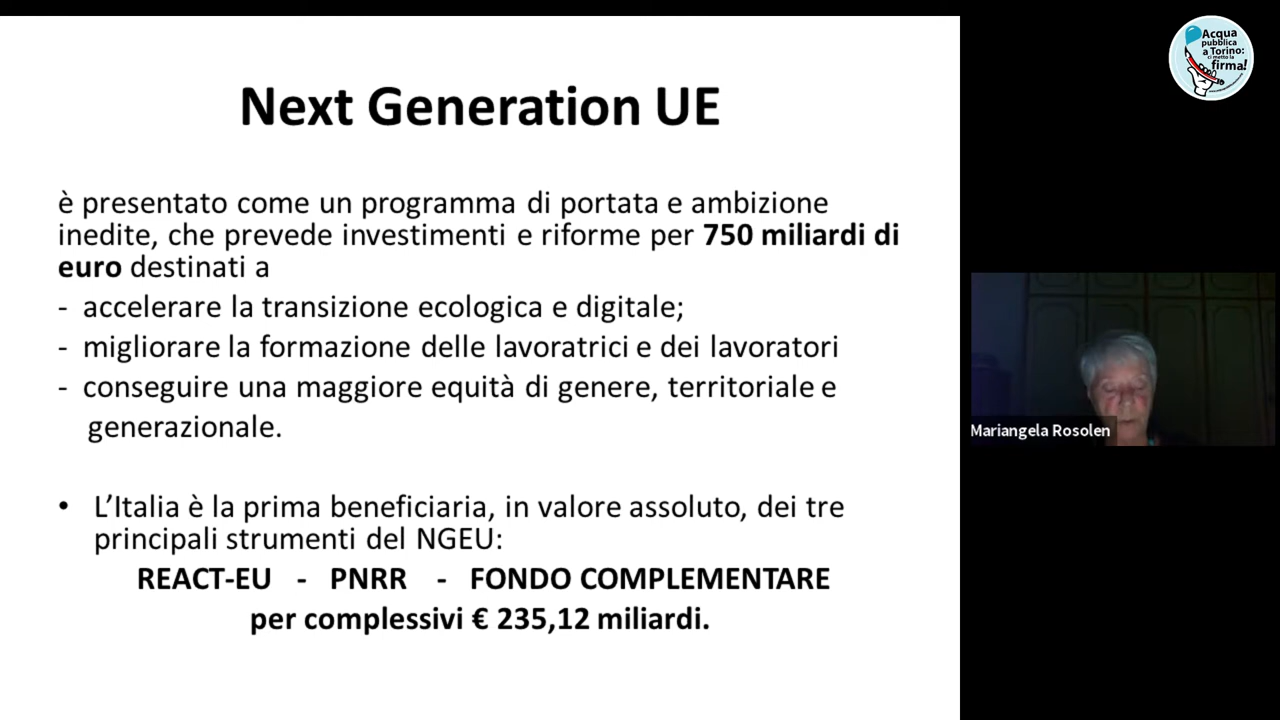 Next Generation UE
è presentato come un programma di portata e ambizione
inedite, che prevede investimenti e riforme per 750 miliardi di
euro destinati a
- accelerare la transizione ecologica e digitale;
- migliorare la formazione delle lavoratrici e dei lavoratori
- conseguire una maggiore equità di genere, territoriale e
generazionale.
• L’Italia è la prima beneficiaria, in valore assoluto, dei tre
principali strumenti del NGEU:
REACT-EU - PNRR - FONDO COMPLEMENTARE
per complessivi € 235,12 miliardi.
Acqua
pubblica
a Torino:
ci metto la
firma!
Mariangela Rosolen